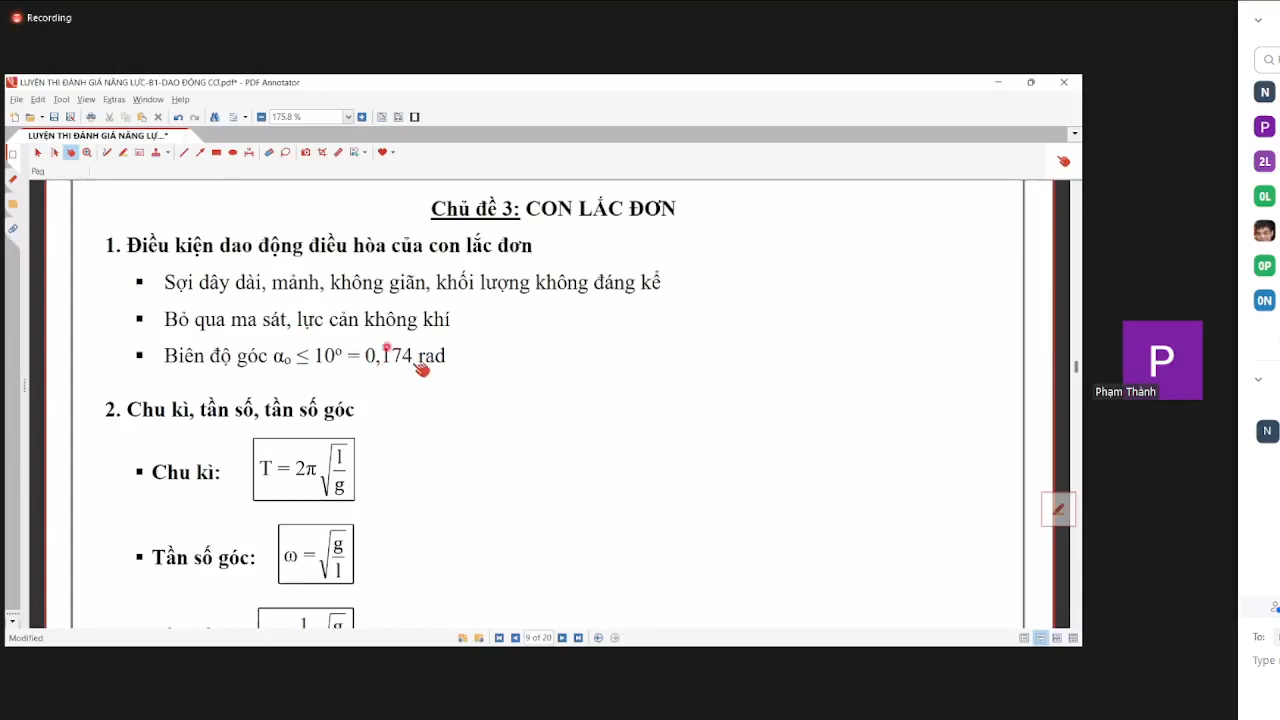 Recording
LUYỆN THI ĐÁNH GIÁ NĂNG LỰC-B1-DAO ĐỘNG CƠ.pdf* - PDF Annotator
File Edit Tool View Extras Window Help
175.8 %
LUYỆN THI ĐÁNH GIÁ NĂNG LỰ...*
Pag
Chủ đề 3: CON LẮC ĐƠN
1. Điều kiện dao động điều hòa của con lắc đơn
▪ Sợi dây dài, mảnh, không giãn, khối lượng không đáng kể
▪ Bỏ qua ma sát, lực cản không khí
▪ Biên độ góc αₒ ≤ 10º = 0,174 rad
2. Chu kì, tần số, tần số góc
▪ Chu kì: T = 2π√(l/g)
▪ Tần số góc: ω = √(g/l)
Modified
9 of 20
N
P
2L
0L
0P
0N
P
Phạm Thành
N
To:
Type